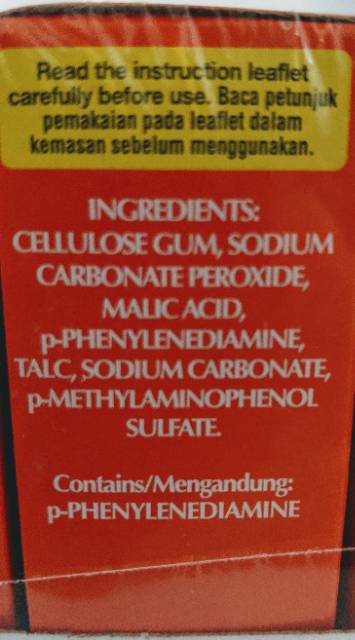 Read the instruction leaflet
carefully before use. Baca petunjuk
pemakaian pada leaflet dalam
kemasan sebelum menggunakan.
INGREDIENTS:
CELLULOSE GUM, SODIUM
CARBONATE PEROXIDE,
MALIC ACID,
p-PHENYLENEDIAMINE,
TALC, SODIUM CARBONATE,
p-METHYLAMINOPHENOL
SULFATE.
Contains/Mengandung:
p-PHENYLENEDIAMINE